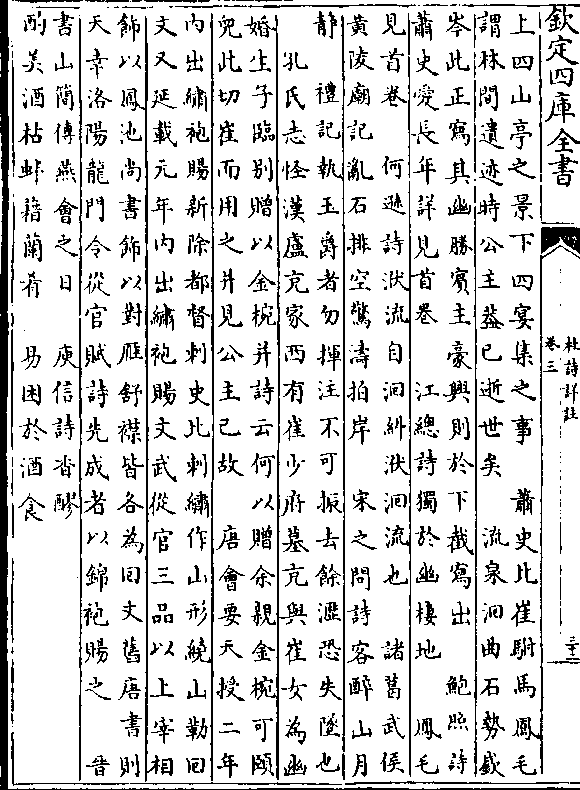 欽定四庫全書
杜詩詳註
卷三
三十二
上四山亭之景下四宴集之事　蕭史比崔駙馬鳳毛
謂林間遺迹時公主葢已逝世矣　流泉洄曲石勢嶔
岑此正寫其幽勝賓主豪興則於下截寫出　鮑照詩
蕭史愛長年詳見首卷　江總詩獨於幽棲地　鳳毛
見首卷　何遜詩洑流自洄糾洑洄流也　諸葛武侯
黃陵廟記亂石排空驚濤拍岸　宋之問詩客醉山月
靜　禮記執玉爵者勿揮注不可振去餘瀝恐失墜也
孔氏志怪漢盧充家西有崔少府墓充與崔女為幽
婚生子臨别贈以金椀并詩云何以贈余親金椀可頤
兒此切崔而用之并見公主已故　唐會要天授二年
内出繡袍賜新除都督刺史比刺繡作山形繞山勒回
文又延載元年内出繡袍賜文武從官三品以上宰相
飾以鳳池尚書飾以對雁舒襟皆各為回文舊唐書則
天幸洛陽龍門令從官賦詩先成者以錦袍賜之　晉
書山簡傳燕會之日　庾信詩香醪
酌美酒枯蚌藉蘭肴　易困於酒食